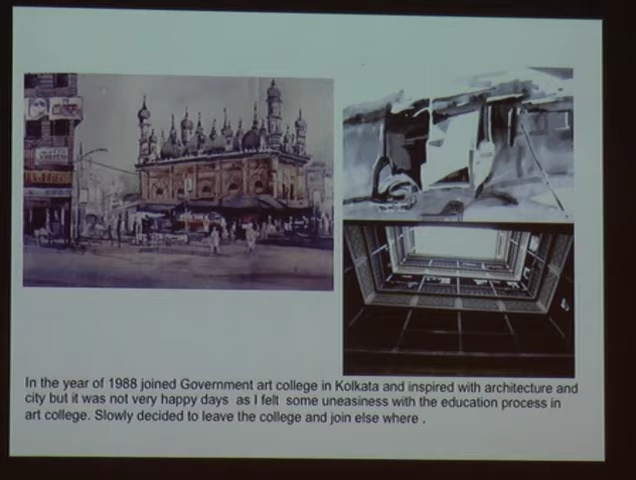 In the year of 1988 joined Government art college in Kolkata and inspired with architecture and
city but it was not very happy days as I felt some uneasiness with the education process in
art college. Slowly decided to leave the college and join else where .